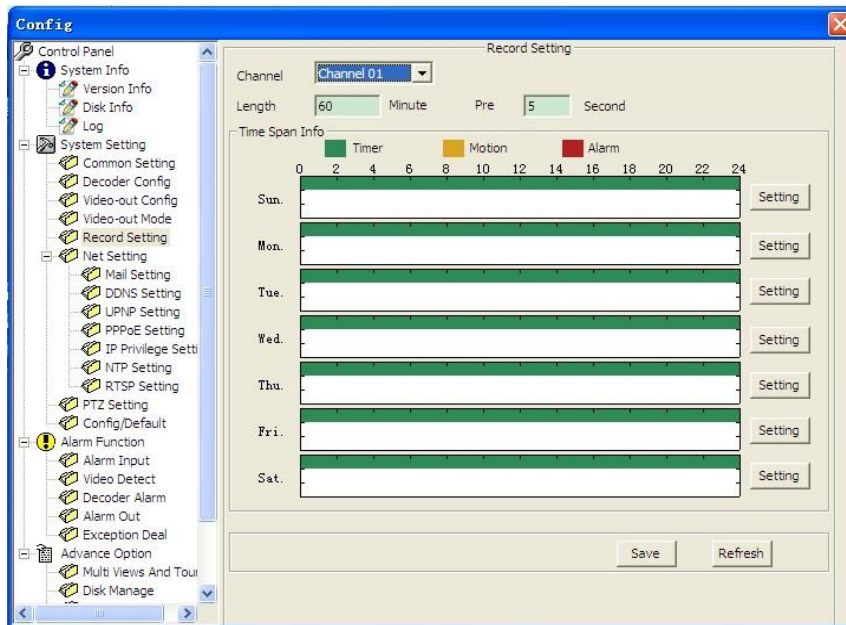 Config
Control Panel
System Info
Version Info
Disk Info
Log
System Setting
Common Setting
Decoder Config
Video-out Config
Video-out Mode
Record Setting
Net Setting
Mail Setting
DDNS Setting
UPNP Setting
PPPoE Setting
IP Privilege Setti
NTP Setting
RTSP Setting
PTZ Setting
Config/Default
Alarm Function
Alarm Input
Video Detect
Decoder Alarm
Alarm Out
Exception Deal
Advance Option
Multi Views And Tour
Disk Manage
Record Setting
Channel Channel 01
Length 60 Minute Pre 5 Second
Time Span Info
Timer Motion Alarm
0 2 4 6 8 10 12 14 16 18 20 22 24
Sun. Setting
Mon. Setting
Tue. Setting
Wed. Setting
Thu. Setting
Fri. Setting
Sat. Setting
Save Refresh